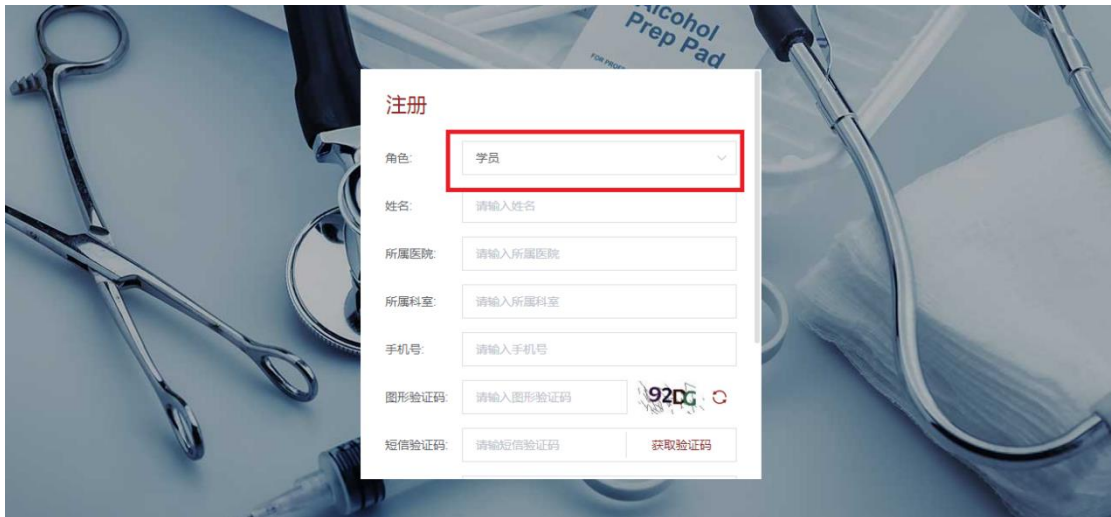 Alcohol
Prep Pad
注册
角色: 学员
姓名: 请输入姓名
所属医院: 请输入所属医院
所属科室: 请输入所属科室
手机号: 请输入手机号
图形验证码: 请输入图形验证码 92DG
短信验证码: 请输短信验证码 获取验证码